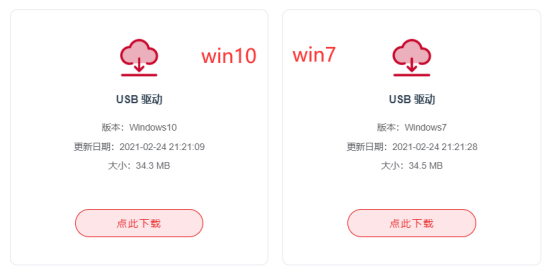 win10
USB 驱动
版本：Windows10
更新日期：2021-02-24 21:21:09
大小：34.3 MB
点此下载
win7
USB 驱动
版本：Windows7
更新日期：2021-02-24 21:21:28
大小：34.5 MB
点此下载